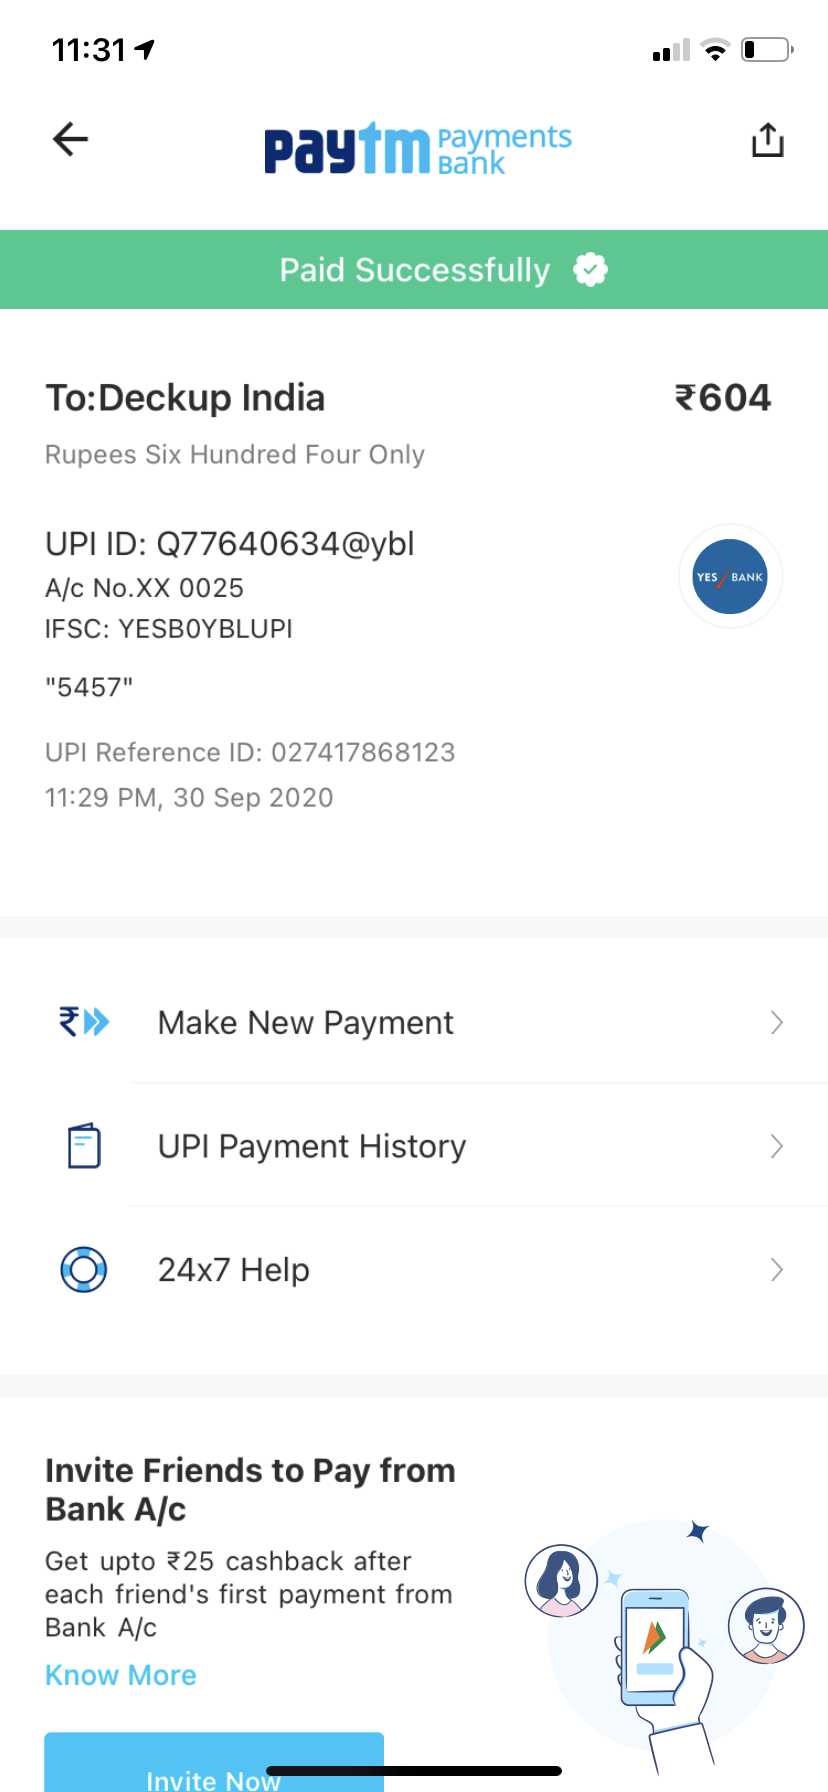 11:31
paytm Payments Bank
Paid Successfully
To:Deckup India ₹604
Rupees Six Hundred Four Only
UPI ID: Q77640634@ybl
A/c No.XX 0025
IFSC: YESB0YBLUPI
YES BANK
"5457"
UPI Reference ID: 027417868123
11:29 PM, 30 Sep 2020
₹ Make New Payment
UPI Payment History
24x7 Help
Invite Friends to Pay from
Bank A/c
Get upto ₹25 cashback after
each friend's first payment from
Bank A/c
Know More
Invite Now